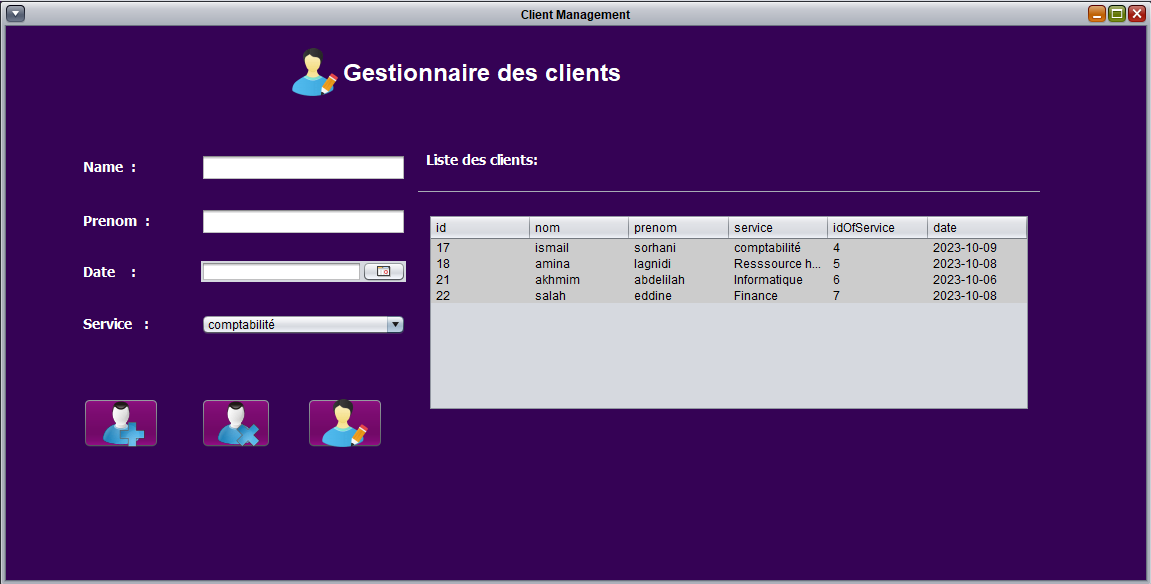 Client Management
Gestionnaire des clients
Name :
Prenom :
Date :
Service :
comptabilité
Liste des clients:
id nom prenom service idOfService date
17 ismail sorhani comptabilité 4 2023-10-09
18 amina lagnidi Resssource h... 5 2023-10-08
21 akhmim abdelilah Informatique 6 2023-10-06
22 salah eddine Finance 7 2023-10-08